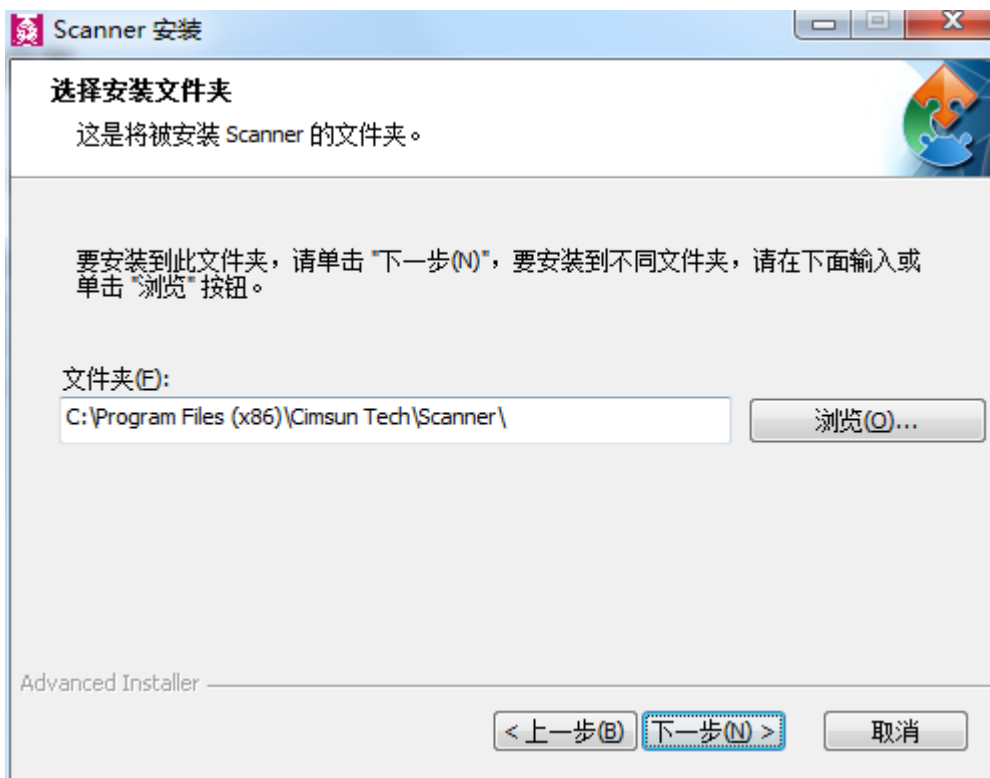 Scanner 安装
选择安装文件夹
这是将被安装 Scanner 的文件夹。
要安装到此文件夹，请单击 "下一步(N)"，要安装到不同文件夹，请在下面输入或
单击 "浏览" 按钮。
文件夹(F):
C:\Program Files (x86)\Cimsun Tech\Scanner\
浏览(O)...
Advanced Installer
< 上一步(B)
下一步(N) >
取消